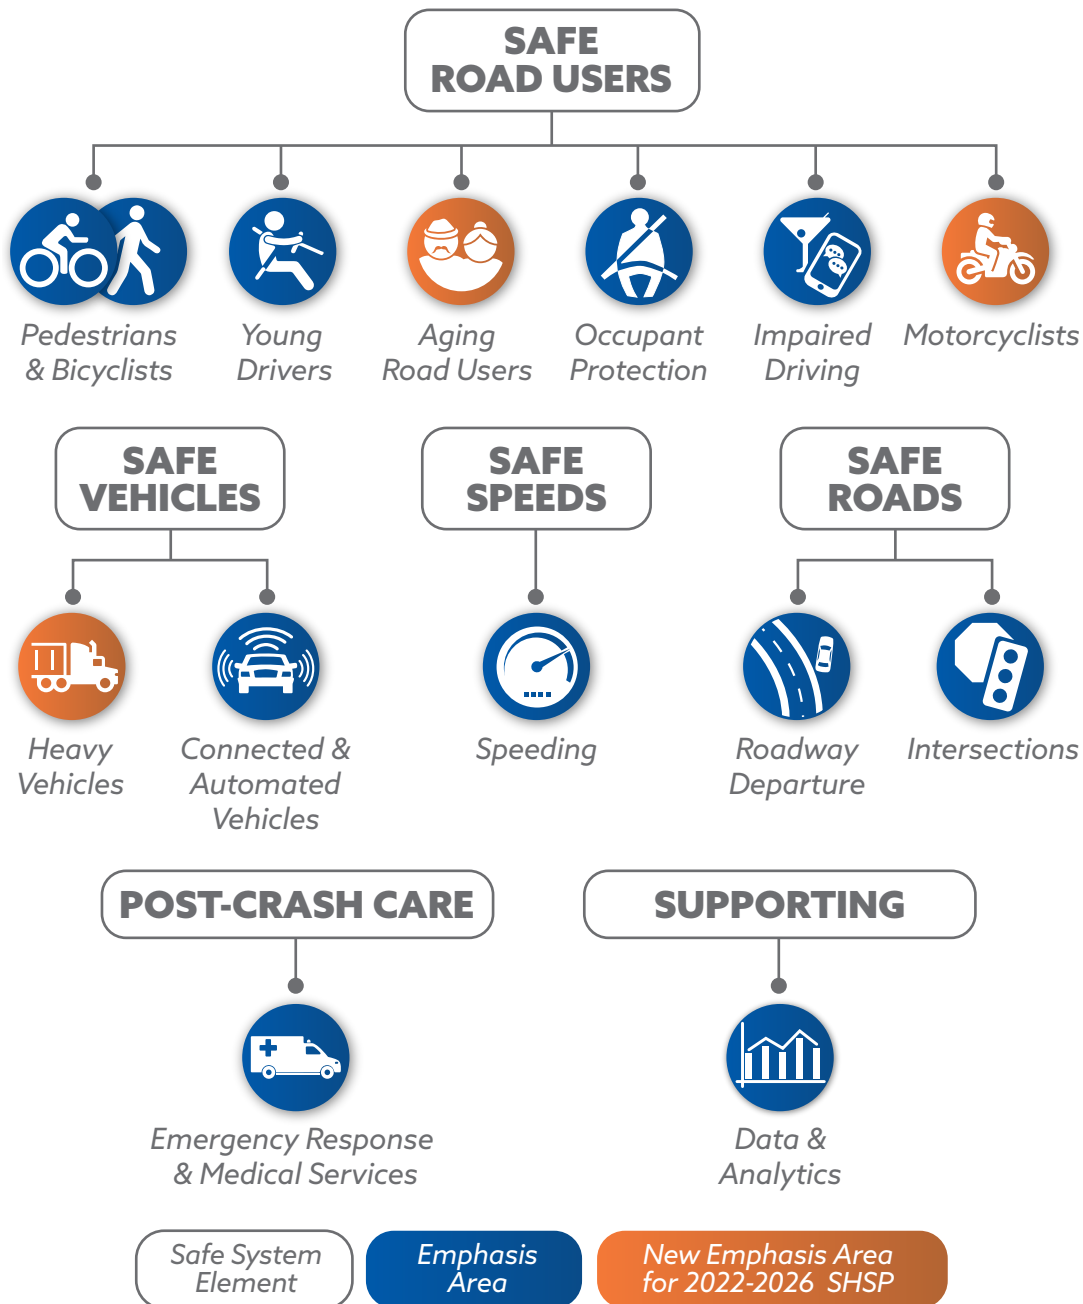 SAFE
ROAD USERS
Pedestrians
& Bicyclists
Young
Drivers
Aging
Road Users
Occupant
Protection
Impaired
Driving
Motorcyclists
SAFE
VEHICLES
SAFE
SPEEDS
SAFE
ROADS
Heavy
Vehicles
Connected &
Automated
Vehicles
Speeding
Roadway
Departure
Intersections
POST-CRASH CARE
SUPPORTING
Emergency Response
& Medical Services
Data &
Analytics
Safe System
Element
Emphasis
Area
New Emphasis Area
for 2022-2026 SHSP